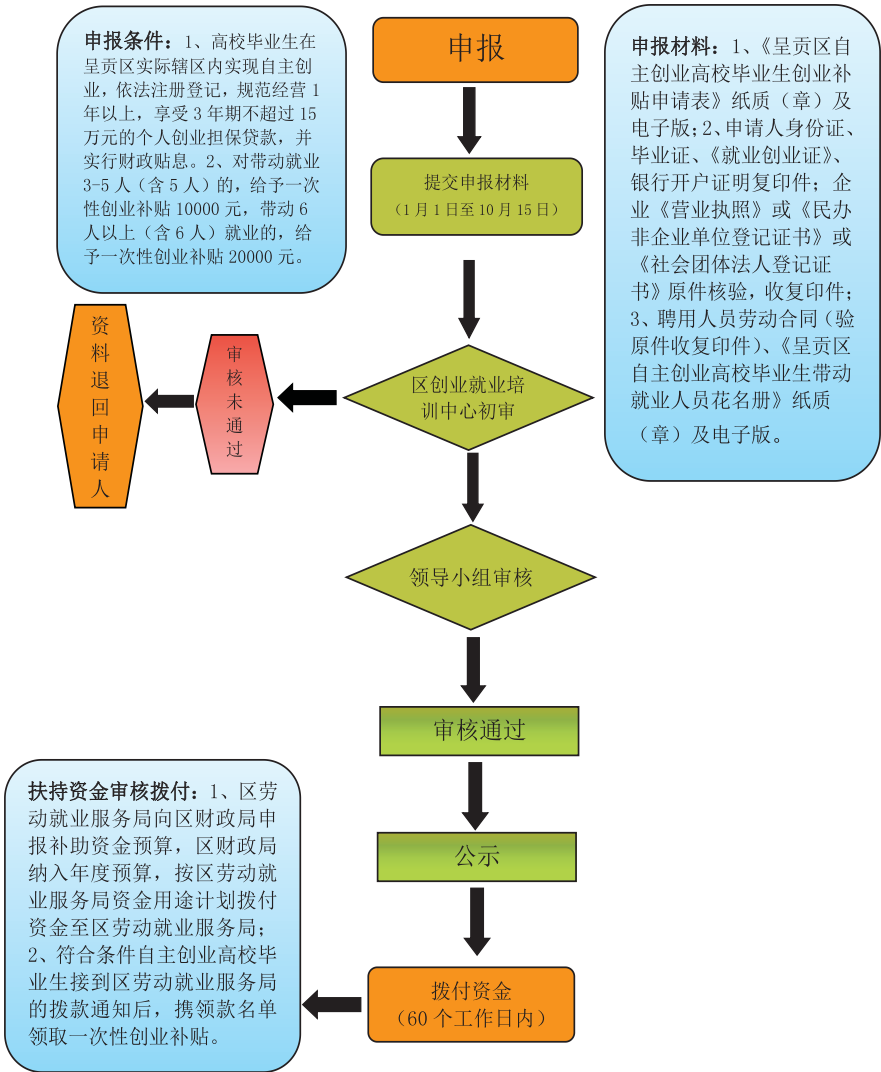 申报条件：1、高校毕业生在
呈贡区实际辖区内实现自主创
业，依法注册登记，规范经营 1
年以上，享受 3 年期不超过 15
万元的个人创业担保贷款，并
实行财政贴息。2、对带动就业
3-5 人（含 5 人）的，给予一次
性创业补贴 10000 元，带动 6
人以上（含 6 人）就业的，给
予一次性创业补贴 20000 元。
申报
提交申报材料
（1 月 1 日至 10 月 15 日）
申报材料：1、《呈贡区自
主创业高校毕业生创业补
贴申请表》纸质（章）及
电子版；2、申请人身份证、
毕业证、《就业创业证》、
银行开户证明复印件；企
业《营业执照》或《民办
非企业单位登记证书》或
《社会团体法人登记证
书》原件核验，收复印件；
3、聘用人员劳动合同（验
原件收复印件）、《呈贡区
自主创业高校毕业生带动
就业人员花名册》纸质
（章）及电子版。
区创业就业培
训中心初审
审核未通过
资料退回申请人
领导小组审核
审核通过
公示
拨付资金
（60 个工作日内）
扶持资金审核拨付：1、区劳
动就业服务局向区财政局申
报补助资金预算，区财政局
纳入年度预算，按区劳动就
业服务局资金用途计划拨付
资金至区劳动就业服务局；
2、符合条件自主创业高校毕
业生接到区劳动就业服务局
的拨款通知后，携领款名单
领取一次性创业补贴。